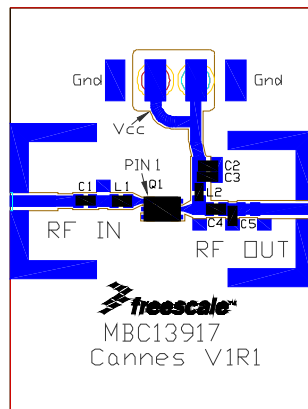 Gnd Gnd
Vcc
PIN 1
C2
C3
Q1
C1 L1 L2
C4 C5
RF IN RF OUT
freescale™
MBC13917
Cannes V1R1